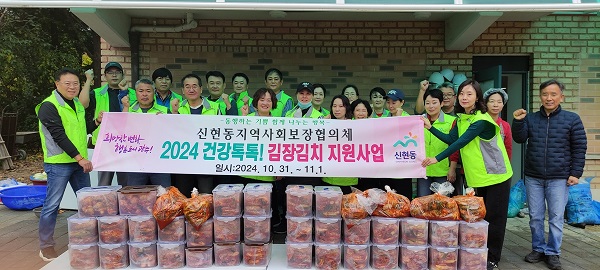 ~동행하는 기쁨 함께 나누는 행복~
신현동지역사회보장협의체
2024 건강톡톡! 김장김치 지원사업
일시: 2024. 10. 31. ~ 11.1.
신현동